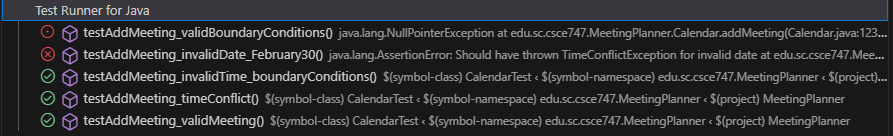 Test Runner for Java
testAddMeeting_validBoundaryConditions() java.lang.NullPointerException at edu.sc.csce747.MeetingPlanner.Calendar.addMeeting(Calendar.java:123...
testAddMeeting_invalidDate_February30() java.lang.AssertionError: Should have thrown TimeConflictException for invalid date at edu.sc.csce747.Mee...
testAddMeeting_invalidTime_boundaryConditions() $(symbol-class) CalendarTest ‹ $(symbol-namespace) edu.sc.csce747.MeetingPlanner ‹ $(project) ...
testAddMeeting_timeConflict() $(symbol-class) CalendarTest ‹ $(symbol-namespace) edu.sc.csce747.MeetingPlanner ‹ $(project) MeetingPlanner
testAddMeeting_validMeeting() $(symbol-class) CalendarTest ‹ $(symbol-namespace) edu.sc.csce747.MeetingPlanner ‹ $(project) MeetingPlanner